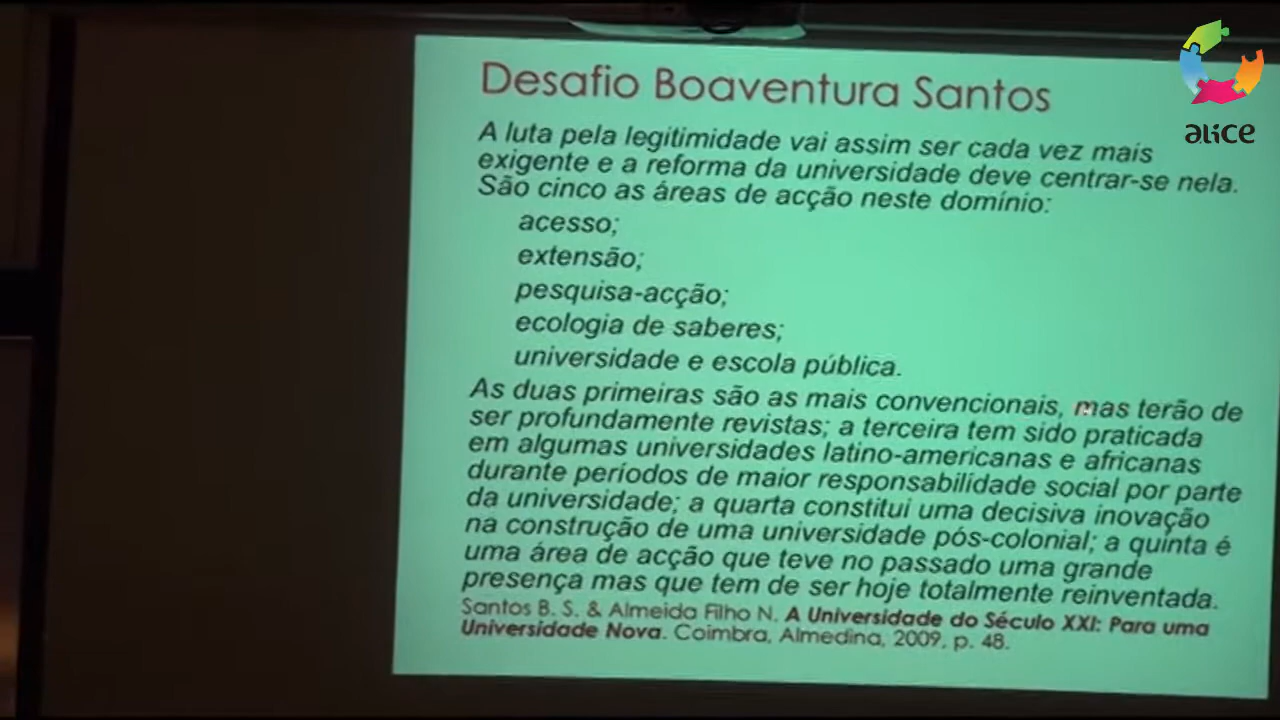 Desafio Boaventura Santos
A luta pela legitimidade vai assim ser cada vez mais
exigente e a reforma da universidade deve centrar-se nela.
São cinco as áreas de acção neste domínio:
acesso;
extensão;
pesquisa-acção;
ecologia de saberes;
universidade e escola pública.
As duas primeiras são as mais convencionais, mas terão de
ser profundamente revistas; a terceira tem sido praticada
em algumas universidades latino-americanas e africanas
durante períodos de maior responsabilidade social por parte
da universidade; a quarta constitui uma decisiva inovação
na construção de uma universidade pós-colonial; a quinta é
uma área de acção que teve no passado uma grande
presença mas que tem de ser hoje totalmente reinventada.
Santos B. S. & Almeida Filho N. A Universidade do Século XXI: Para uma
Universidade Nova. Coimbra, Almedina, 2009, p. 48.
alice